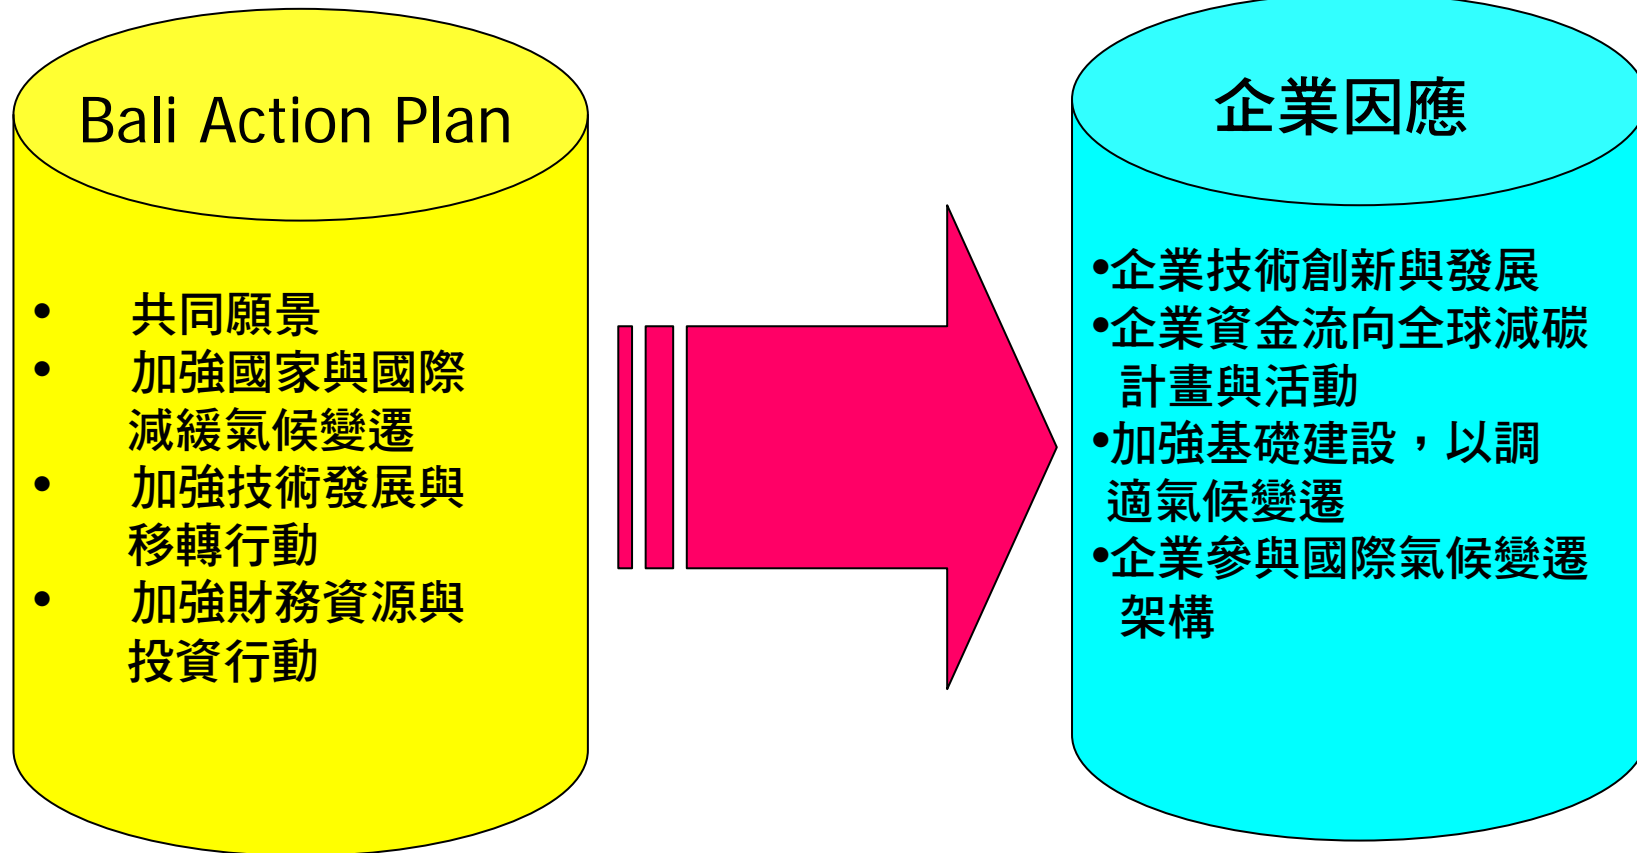 Bali Action Plan
• 共同願景
• 加強國家與國際
減緩氣候變遷
• 加強技術發展與
移轉行動
• 加強財務資源與
投資行動
企業因應
•企業技術創新與發展
•企業資金流向全球減碳
計畫與活動
•加強基礎建設，以調
適氣候變遷
•企業參與國際氣候變遷
架構